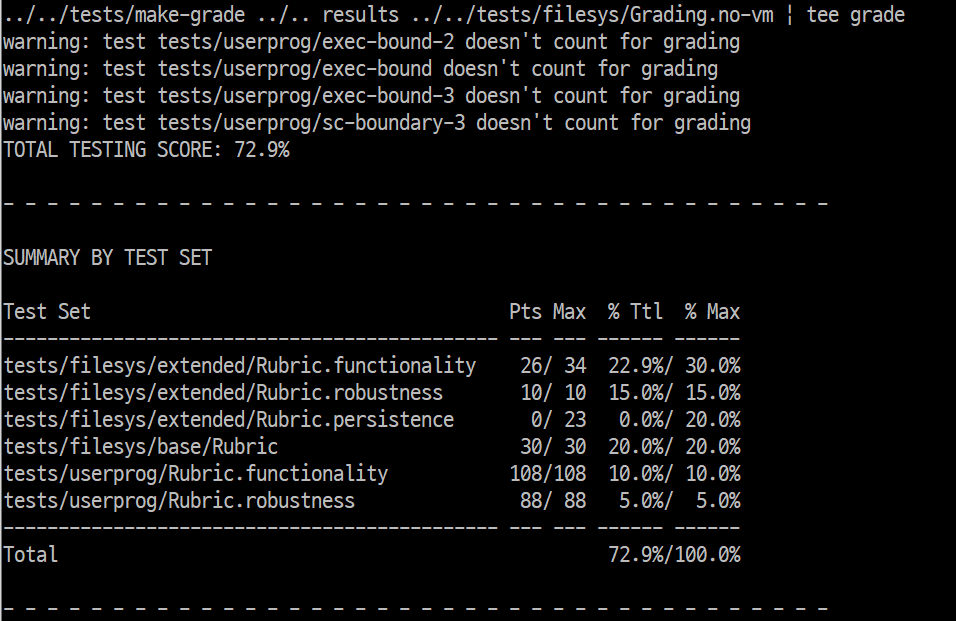 ../../tests/make-grade ../.. results ../../tests/filesys/Grading.no-vm | tee grade
warning: test tests/userprog/exec-bound-2 doesn't count for grading
warning: test tests/userprog/exec-bound doesn't count for grading
warning: test tests/userprog/exec-bound-3 doesn't count for grading
warning: test tests/userprog/sc-boundary-3 doesn't count for grading
TOTAL TESTING SCORE: 72.9%
- - - - - - - - - - - - - - - - - - - - - - - - - - - - - - - - - - - - - -
SUMMARY BY TEST SET
Test Set                                      Pts Max  % Ttl  % Max
--------------------------------------------- --- --- ------ ------
tests/filesys/extended/Rubric.functionality    26/ 34  22.9%/ 30.0%
tests/filesys/extended/Rubric.robustness       10/ 10  15.0%/ 15.0%
tests/filesys/extended/Rubric.persistence       0/ 23   0.0%/ 20.0%
tests/filesys/base/Rubric                      30/ 30  20.0%/ 20.0%
tests/userprog/Rubric.functionality           108/108  10.0%/ 10.0%
tests/userprog/Rubric.robustness               88/ 88   5.0%/  5.0%
--------------------------------------------- --- --- ------ ------
Total                                                  72.9%/100.0%
- - - - - - - - - - - - - - - - - - - - - - - - - - - - - - - - - - - - - -